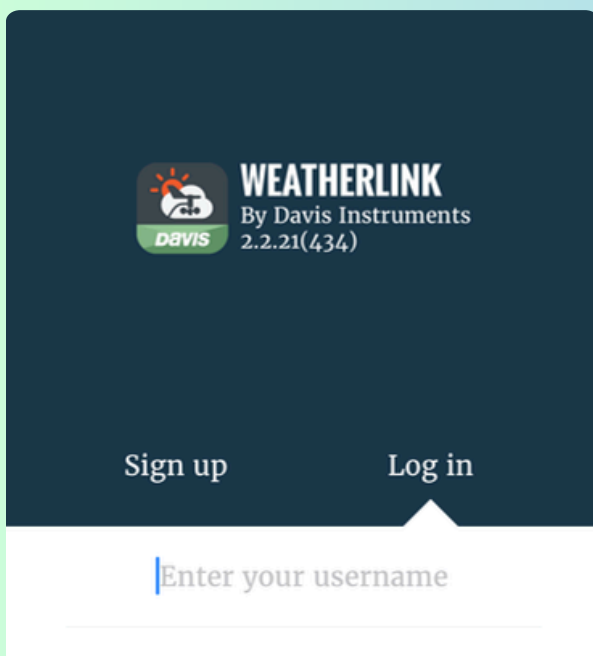 WEATHERLINK
By Davis Instruments
DAVIS
2.2.21(434)
Sign up
Log in
Enter your username